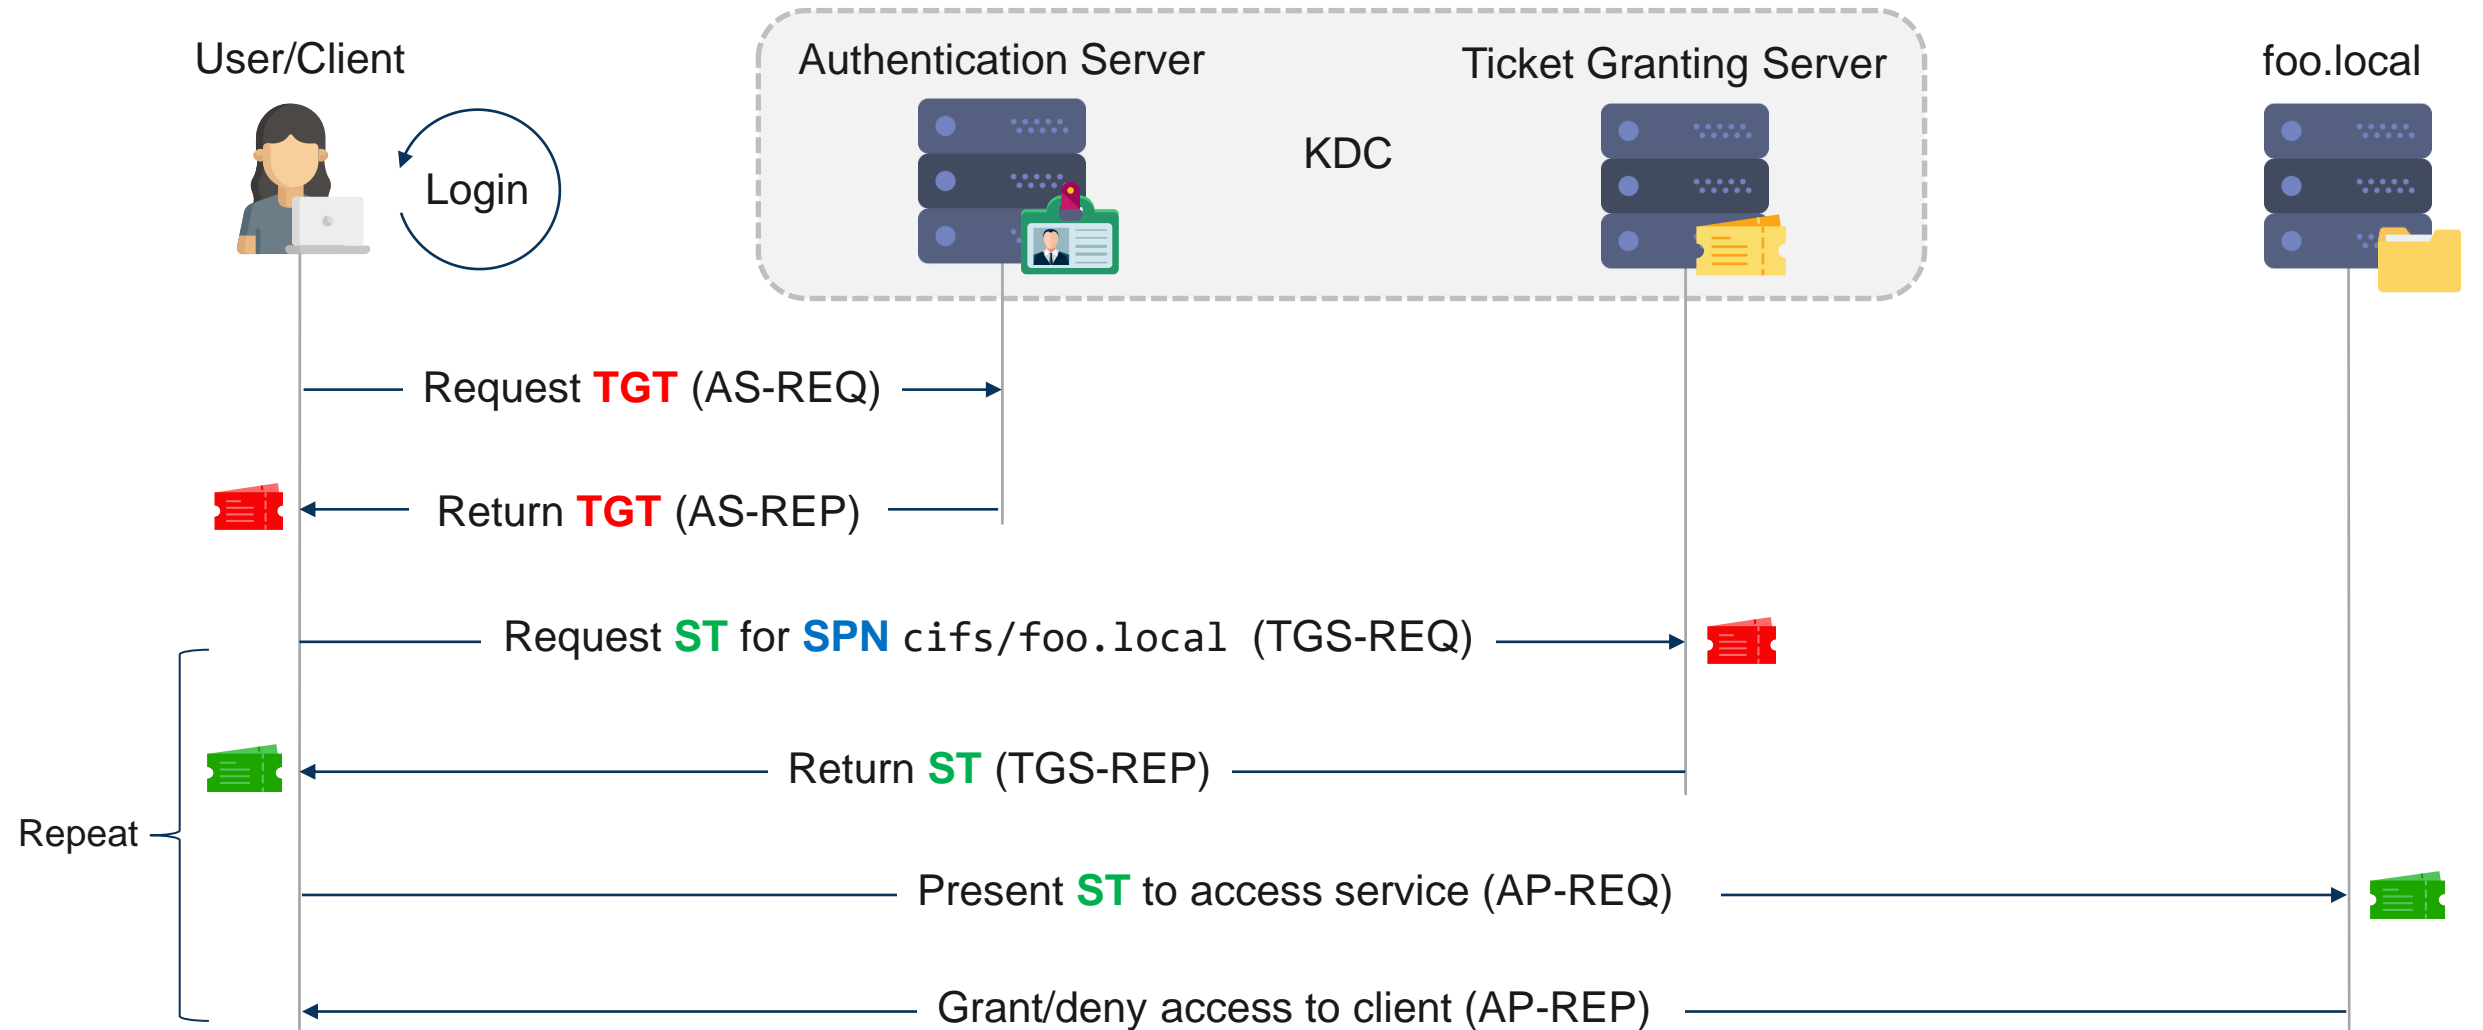 User/Client
Authentication Server
Ticket Granting Server
foo.local
KDC
Login
Request TGT (AS-REQ)
Return TGT (AS-REP)
Request ST for SPN cifs/foo.local (TGS-REQ)
Return ST (TGS-REP)
Repeat
Present ST to access service (AP-REQ)
Grant/deny access to client (AP-REP)